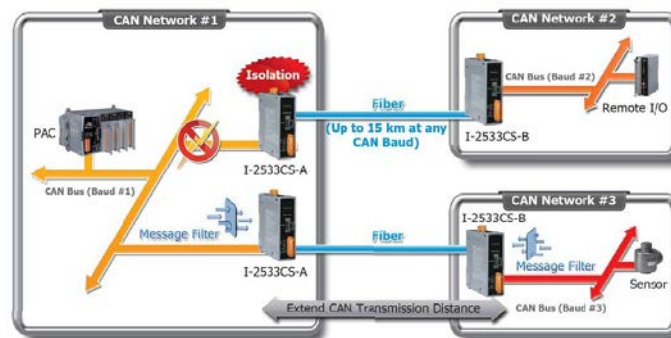 CAN Network #1
Isolation
PAC
I-2533CS-A
CAN Bus (Baud #1)
Message Filter
I-2533CS-A
Fiber
(Up to 15 km at any
CAN Baud)
Fiber
Extend CAN Transmission Distance
CAN Network #2
CAN Bus (Baud #2)
Remote I/O
I-2533CS-B
CAN Network #3
I-2533CS-B
Message Filter
Sensor
CAN Bus (Baud #3)